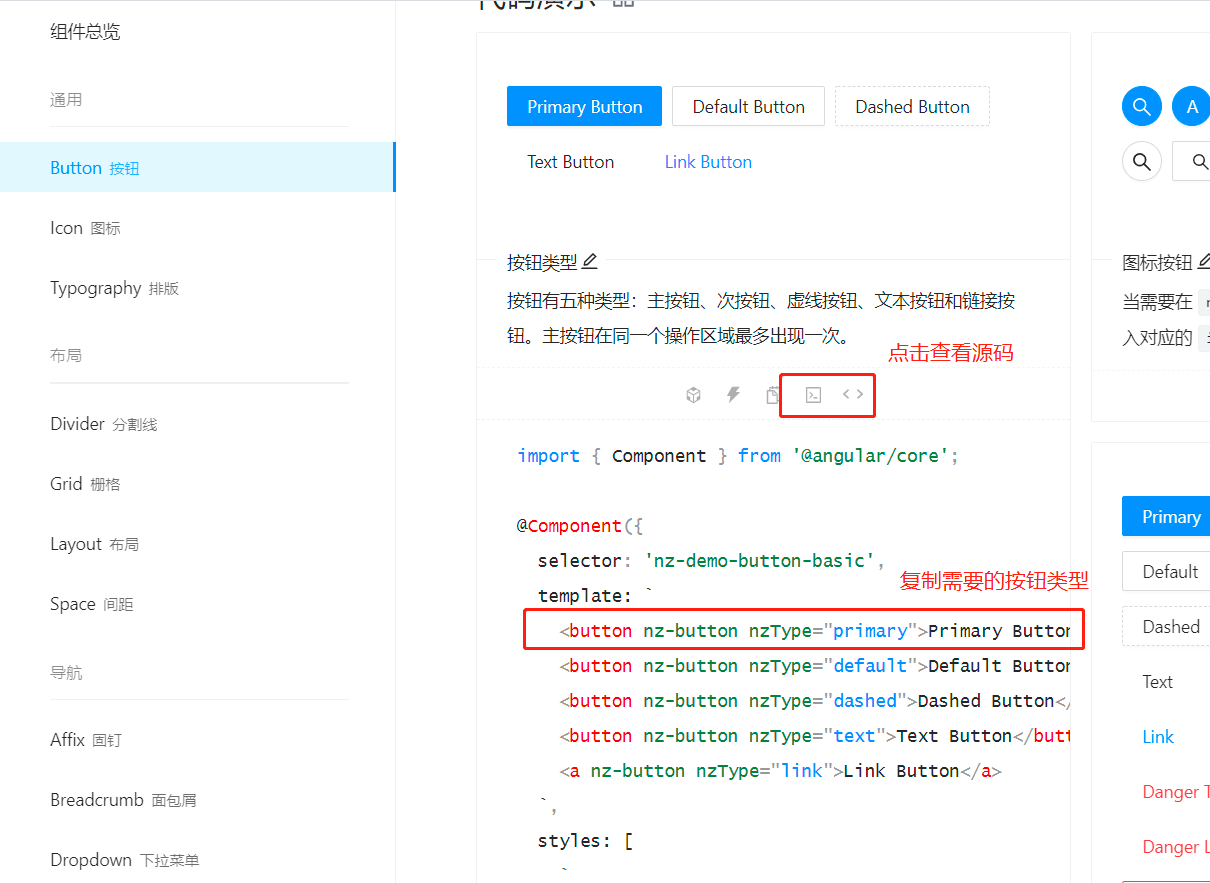 代码演示
组件总览
通用
Button 按钮
Icon 图标
Typography 排版
布局
Divider 分割线
Grid 栅格
Layout 布局
Space 间距
导航
Affix 固钉
Breadcrumb 面包屑
Dropdown 下拉菜单
Primary Button
Default Button
Dashed Button
Text Button
Link Button
按钮类型
按钮有五种类型：主按钮、次按钮、虚线按钮、文本按钮和链接按
钮。主按钮在同一个操作区域最多出现一次。
点击查看源码
import { Component } from '@angular/core';
@Component({
selector: 'nz-demo-button-basic',
复制需要的按钮类型
template: `
<button nz-button nzType="primary">Primary Button
<button nz-button nzType="default">Default Button
<button nz-button nzType="dashed">Dashed Button</
<button nz-button nzType="text">Text Button</butt
<a nz-button nzType="link">Link Button</a>
`,
styles: [
`
A
图标按钮
当需要在
入对应的
Primary
Default
Dashed
Text
Link
Danger
Danger